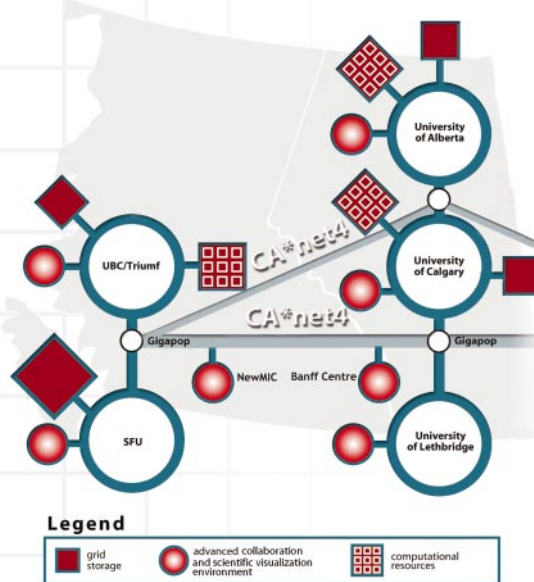 University
of Alberta
CA*net4
UBC/Triumf
University
of Calgary
CA*net4
Gigapop
Gigapop
NewMIC
Banff Centre
SFU
University
of Lethbridge
Legend
grid
storage
advanced collaboration
and scientific visualization
environment
computational
resources